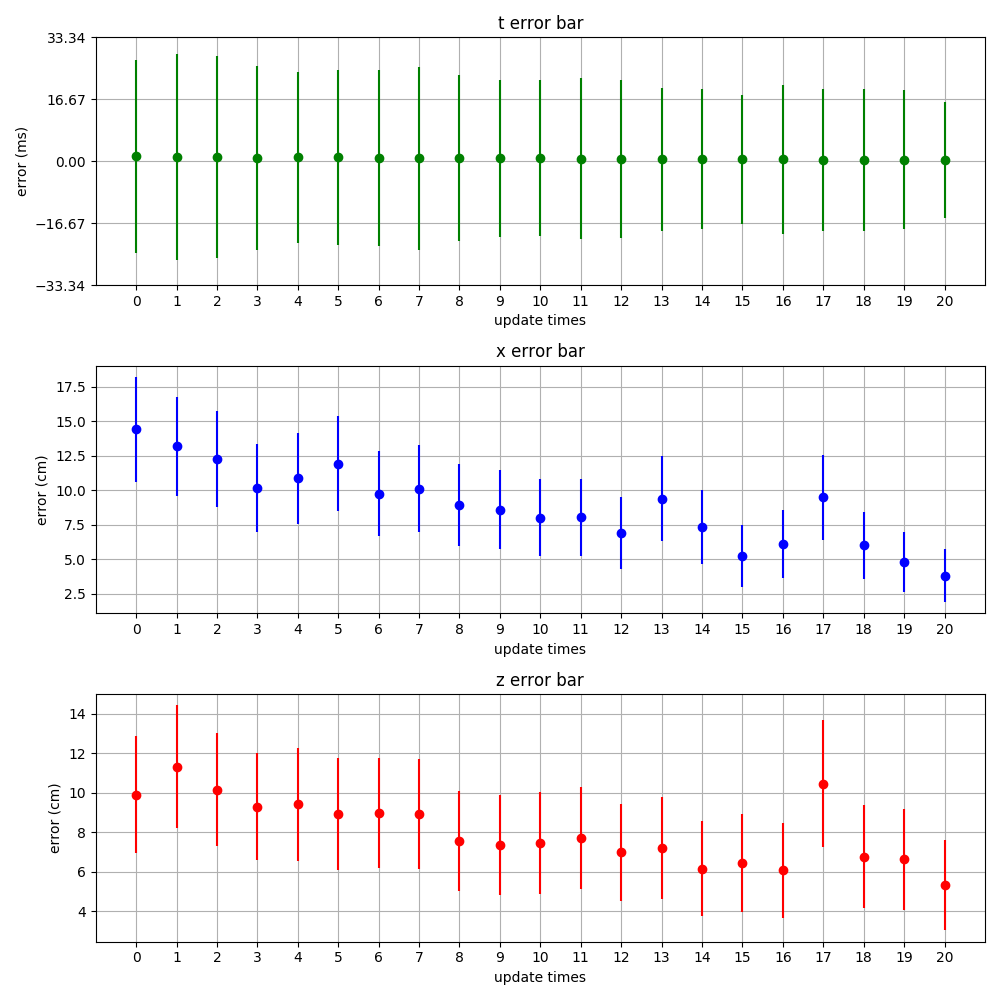 t error bar
33.34
16.67
0.00
−16.67
−33.34
error (ms)
0 1 2 3 4 5 6 7 8 9 10 11 12 13 14 15 16 17 18 19 20
update times
x error bar
17.5
15.0
12.5
10.0
7.5
5.0
2.5
error (cm)
0 1 2 3 4 5 6 7 8 9 10 11 12 13 14 15 16 17 18 19 20
update times
z error bar
14
12
10
8
6
4
error (cm)
0 1 2 3 4 5 6 7 8 9 10 11 12 13 14 15 16 17 18 19 20
update times